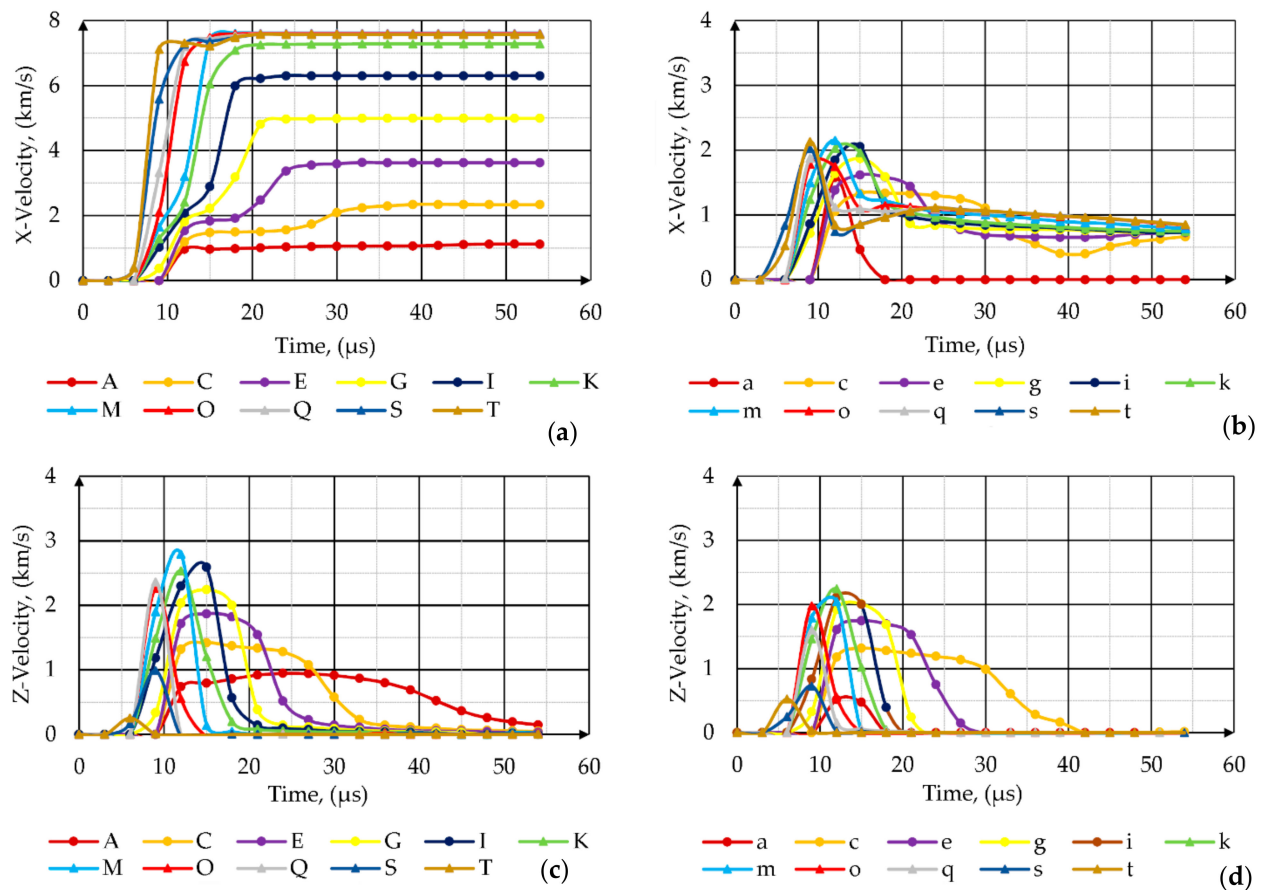 8
6
4
2
0
0 10 20 30 40 50 60
X-Velocity, (km/s)
Time, (μs)
A C E G I K
M O Q S T
(a)
4
3
2
1
0
0 10 20 30 40 50 60
X-Velocity, (km/s)
Time, (μs)
a c e g i k
m o q s t
(b)
4
3
2
1
0
0 10 20 30 40 50 60
Z-Velocity, (km/s)
Time, (μs)
A C E G I K
M O Q S T
(c)
4
3
2
1
0
0 10 20 30 40 50 60
Z-Velocity, (km/s)
Time, (μs)
a c e g i k
m o q s t
(d)